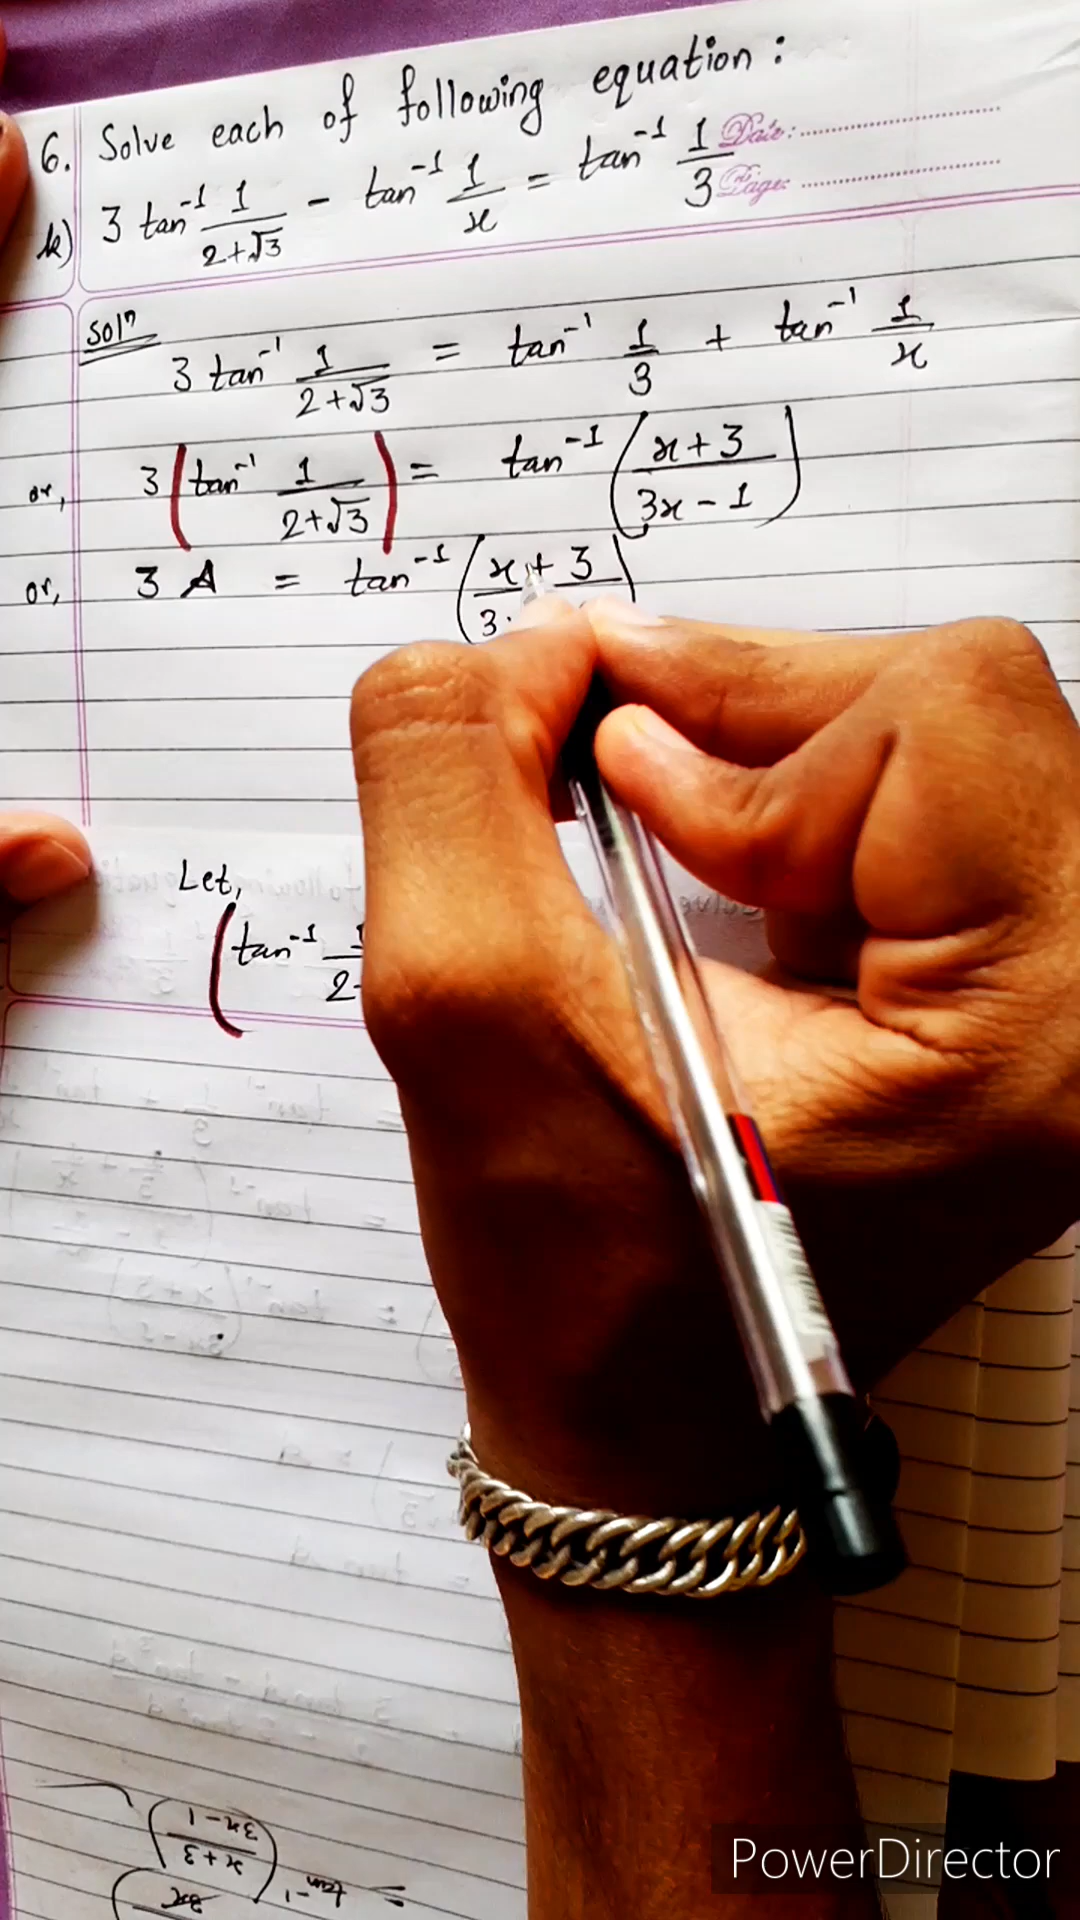 6. Solve each of following equation :
Date:
Page:
k) 3 tan⁻¹ 1/(2+√3) - tan⁻¹ 1/x = tan⁻¹ 1/3
Solⁿ
3 tan⁻¹ 1/(2+√3) = tan⁻¹ 1/3 + tan⁻¹ 1/x
or, 3 (tan⁻¹ 1/(2+√3)) = tan⁻¹ ((x+3)/(3x-1))
or, 3 A = tan⁻¹ (x+3/3
Let,
(tan⁻¹ 1/2
PowerDirector